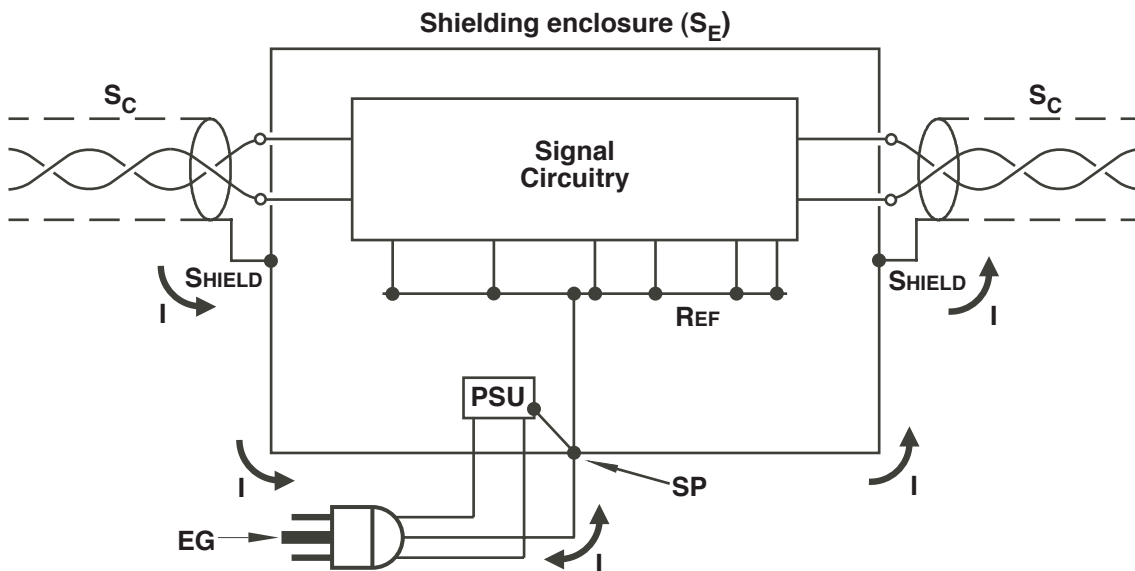 Shielding enclosure (SE)
SC
SC
Signal
Circuitry
SHIELD
SHIELD
I
I
REF
PSU
I
SP
I
EG
I